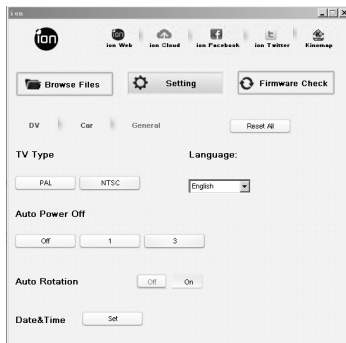 ion
ion
ion
ion Web ion Cloud ion Facebook ion Twitter Kinomap
Browse Files Setting Firmware Check
DV Car General Reset All
TV Type Language:
PAL NTSC English
Auto Power Off
Off 1 3
Auto Rotation Off On
Date&Time Set